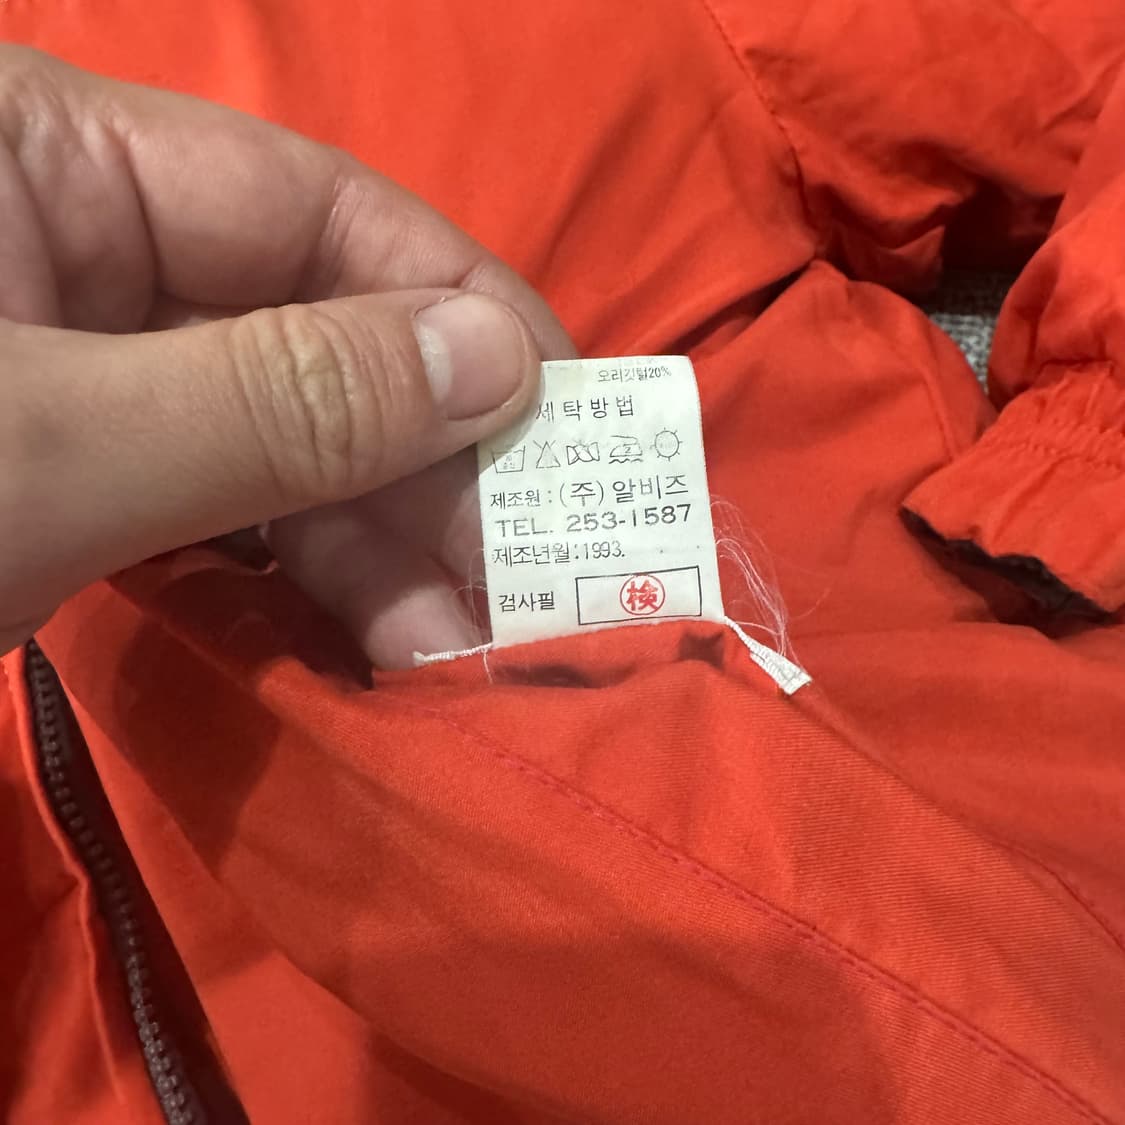 오리깃털20%
세탁방법
제조원 : (주) 알비즈
TEL. 253-1587
제조년월 : 1993.
검사필 檢